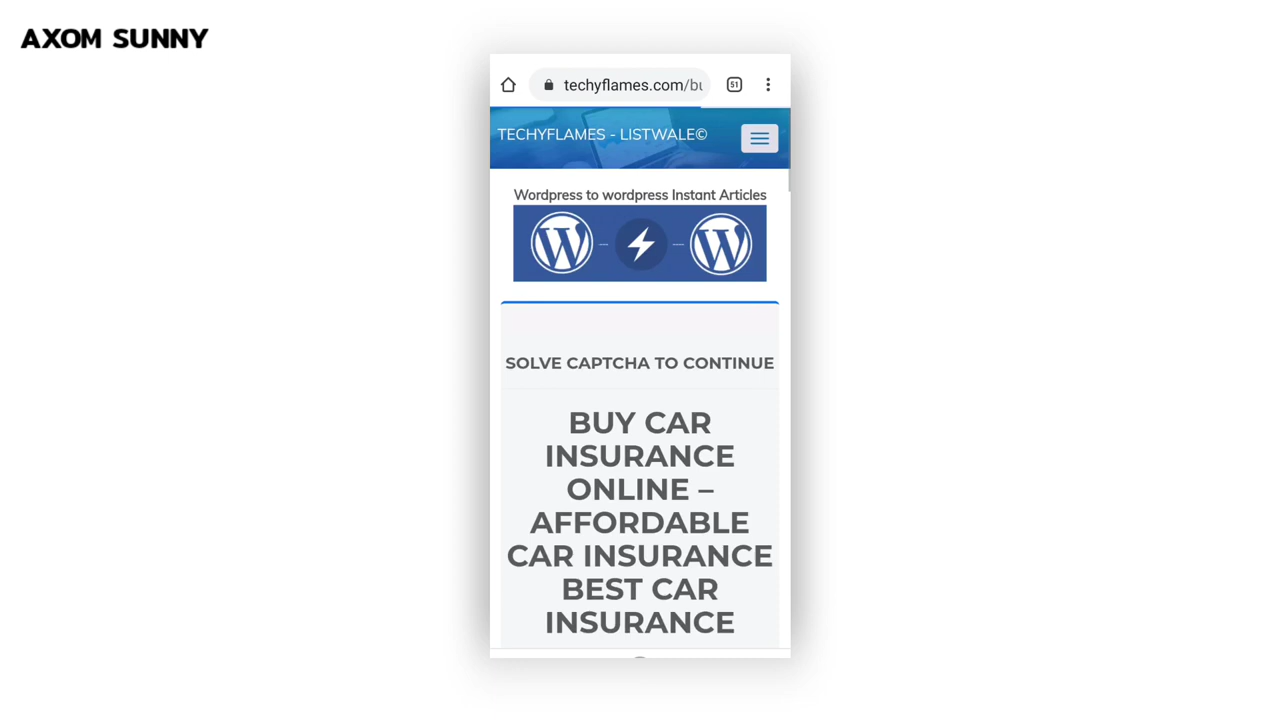 AXOM SUNNY
techyflames.com/bu
51
TECHYFLAMES - LISTWALE©
Wordpress to wordpress Instant Articles
SOLVE CAPTCHA TO CONTINUE
BUY CAR
INSURANCE
ONLINE –
AFFORDABLE
CAR INSURANCE
BEST CAR
INSURANCE